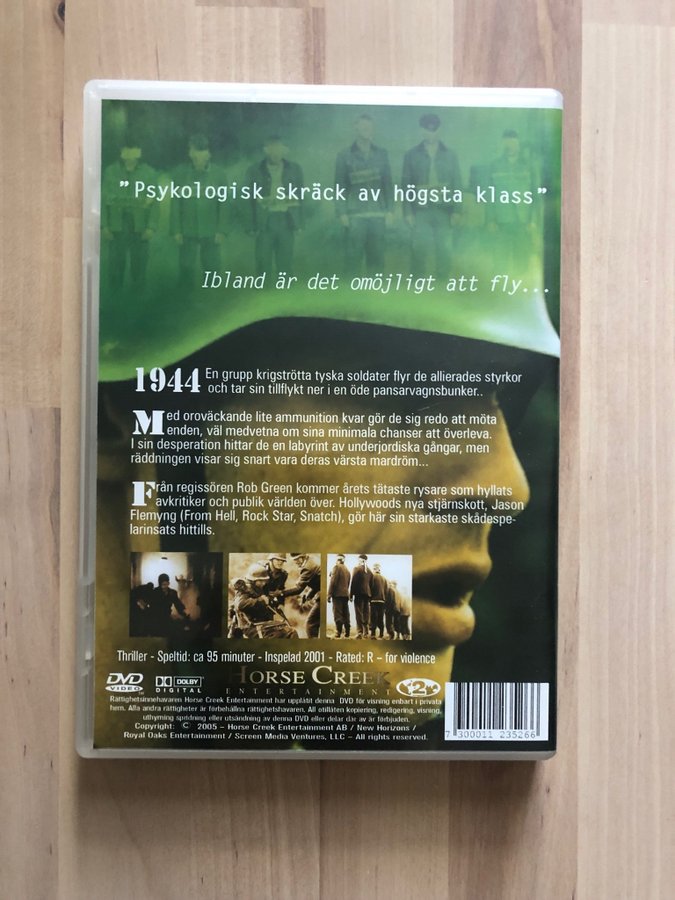 ”Psykologisk skräck av högsta klass”
Ibland är det omöjligt att fly...
1944 En grupp krigströtta tyska soldater flyr de allierades styrkor
och tar sin tillflykt ner i en öde pansarvagnsbunker..
Med oroväckande lite ammunition kvar gör de sig redo att möta
enden, väl medvetna om sina minimala chanser att överleva.
I sin desperation hittar de en labyrint av underjordiska gångar, men
räddningen visar sig snart vara deras värsta mardröm...
Från regissören Rob Green kommer årets tätaste rysare som hyllats
avkritiker och publik världen över. Hollywoods nya stjärnskott, Jason
Flemyng (From Hell, Rock Star, Snatch), gör här sin starkaste skådespe-
larinsats hittills.
Thriller - Speltid: ca 95 minuter - Inspelad 2001 - Rated: R – for violence
DVD VIDEO
DOLBY DIGITAL
HORSE CREEK
ENTERTAINMENT
2
Rättighetsinnehavaren Horse Creek Entertainment har upplåtit denna DVD för visning enbart i privata
hem. Alla andra rättigheter är förbehållna rättighetshavaren. All otillåten kopiering, redigering, visning,
uthyrning spridning eller utsändning av denna DVD eller delar där av är förbjuden.
Copyright: © 2005 – Horse Creek Entertainment AB / New Horizons /
Royal Oaks Entertainment / Screen Media Ventures, LLC – All rights reserved.
7 300011 235266